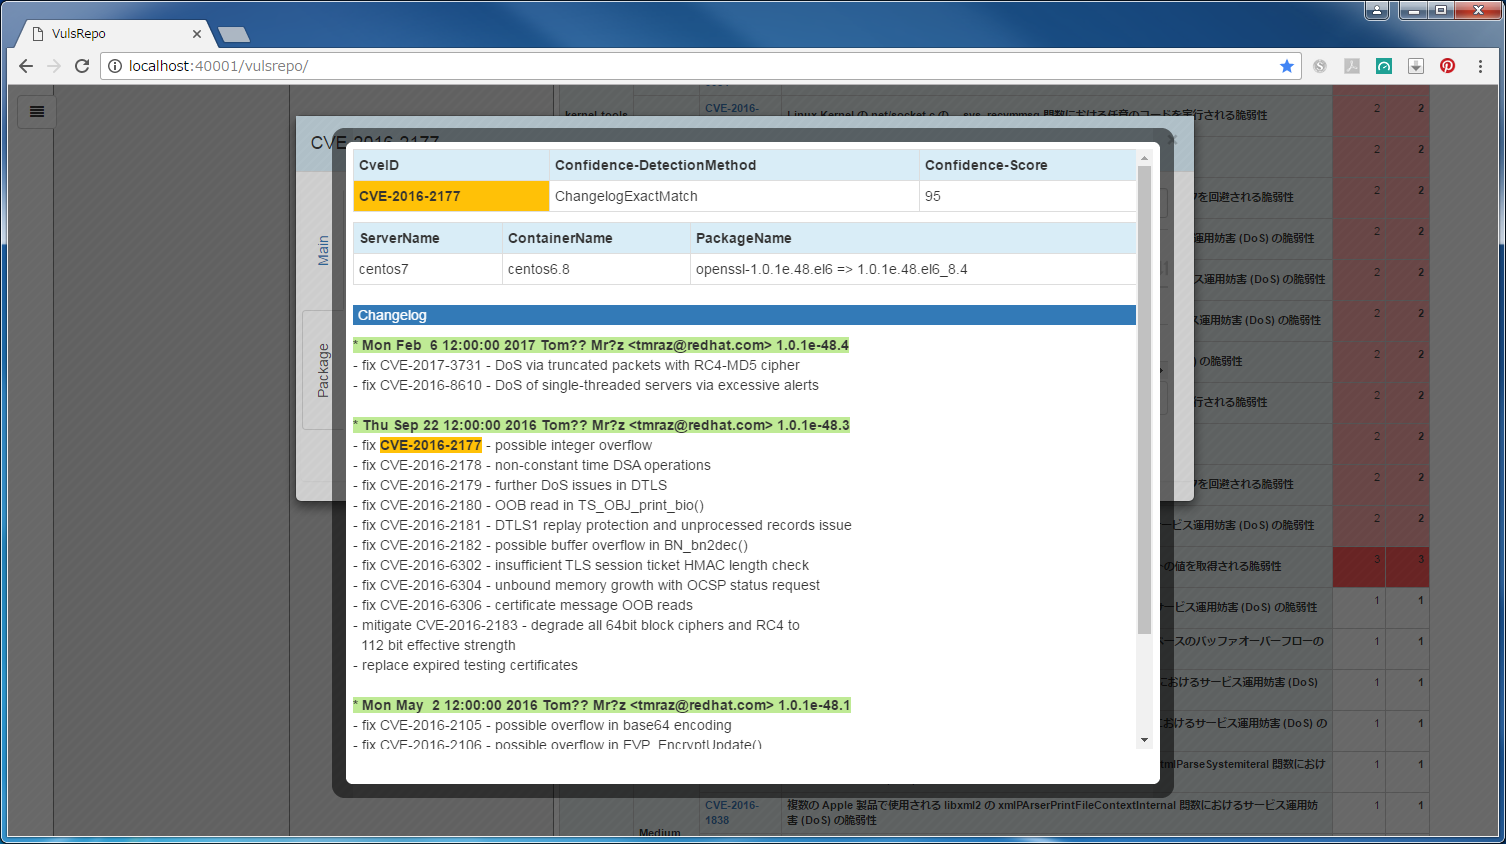 VulsRepo
localhost:40001/vulsrepo/
CVE-2016-2177
Main
Package
CveID Confidence-DetectionMethod Confidence-Score
CVE-2016-2177 ChangelogExactMatch 95
ServerName ContainerName PackageName
centos7 centos6.8 openssl-1.0.1e.48.el6 => 1.0.1e.48.el6_8.4
Changelog
* Mon Feb  6 12:00:00 2017 Tom?? Mr?z <tmraz@redhat.com> 1.0.1e-48.4
- fix CVE-2017-3731 - DoS via truncated packets with RC4-MD5 cipher
- fix CVE-2016-8610 - DoS of single-threaded servers via excessive alerts
* Thu Sep 22 12:00:00 2016 Tom?? Mr?z <tmraz@redhat.com> 1.0.1e-48.3
- fix CVE-2016-2177 - possible integer overflow
- fix CVE-2016-2178 - non-constant time DSA operations
- fix CVE-2016-2179 - further DoS issues in DTLS
- fix CVE-2016-2180 - OOB read in TS_OBJ_print_bio()
- fix CVE-2016-2181 - DTLS1 replay protection and unprocessed records issue
- fix CVE-2016-2182 - possible buffer overflow in BN_bn2dec()
- fix CVE-2016-6302 - insufficient TLS session ticket HMAC length check
- fix CVE-2016-6304 - unbound memory growth with OCSP status request
- fix CVE-2016-6306 - certificate message OOB reads
- mitigate CVE-2016-2183 - degrade all 64bit block ciphers and RC4 to
112 bit effective strength
- replace expired testing certificates
* Mon May  2 12:00:00 2016 Tom?? Mr?z <tmraz@redhat.com> 1.0.1e-48.1
- fix CVE-2016-2105 - possible overflow in base64 encoding
- fix CVE-2016-2106 - possible overflow in EVP_EncryptUpdate()
kernel-tools
CVE-2016-
Linux Kernel の net/socket.c の __sys_recvmmsg 関数における任意のコードを実行される脆弱性 2 2
2 2
を回避される脆弱性 2 2
運用妨害 (DoS) の脆弱性 2 2
ス運用妨害 (DoS) の脆弱性 2 2
ス運用妨害 (DoS) の脆弱性 2 2
の脆弱性 2 2
行される脆弱性 2 2
2 2
を回避される脆弱性 2 2
ービス運用妨害 (DoS) の脆弱性 2 2
の値を取得される脆弱性 3 3
ービス運用妨害 (DoS) の脆弱性 1 1
ースのバッファオーバーフローの 1 1
におけるサービス運用妨害 (DoS) 1 1
おけるサービス運用妨害 (DoS) の 1 1
tmlParseSystemiteral 関数におけ 1 1
CVE-2016-
1838
複数の Apple 製品で使用される libxml2 の xmlPArserPrintFileContextInternal 関数におけるサービス運用妨
害 (DoS) の脆弱性 1 1
Medium